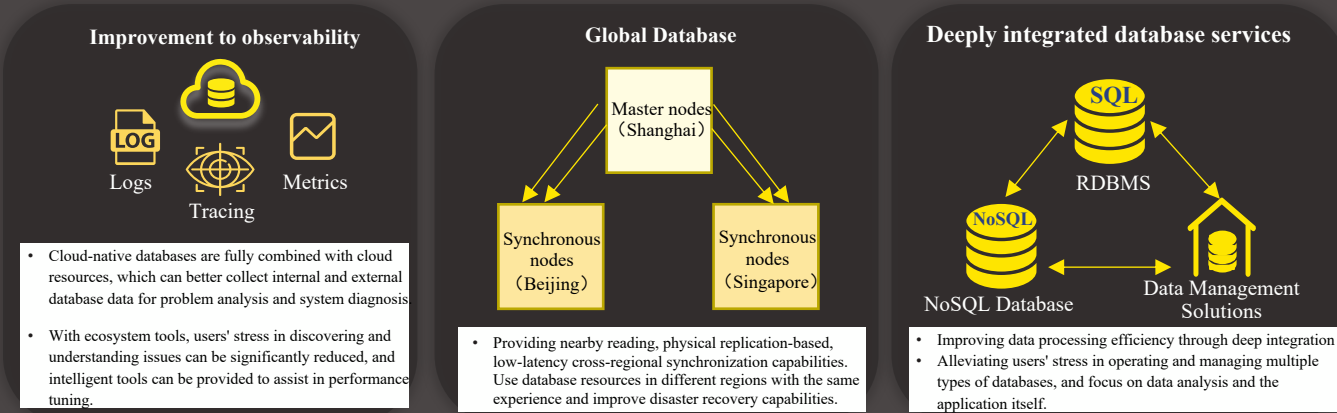 Improvement to observability
LOG
Logs
Metrics
Tracing
• Cloud-native databases are fully combined with cloud
resources, which can better collect internal and external
database data for problem analysis and system diagnosis.
• With ecosystem tools, users' stress in discovering and
understanding issues can be significantly reduced, and
intelligent tools can be provided to assist in performance
tuning.
Global Database
Master nodes
（Shanghai）
Synchronous
nodes
（Beijing）
Synchronous
nodes
（Singapore）
• Providing nearby reading, physical replication-based,
low-latency cross-regional synchronization capabilities.
Use database resources in different regions with the same
experience and improve disaster recovery capabilities.
Deeply integrated database services
SQL
RDBMS
NoSQL
NoSQL Database
Data Management
Solutions
• Improving data processing efficiency through deep integration
• Alleviating users' stress in operating and managing multiple
types of databases, and focus on data analysis and the
application itself.